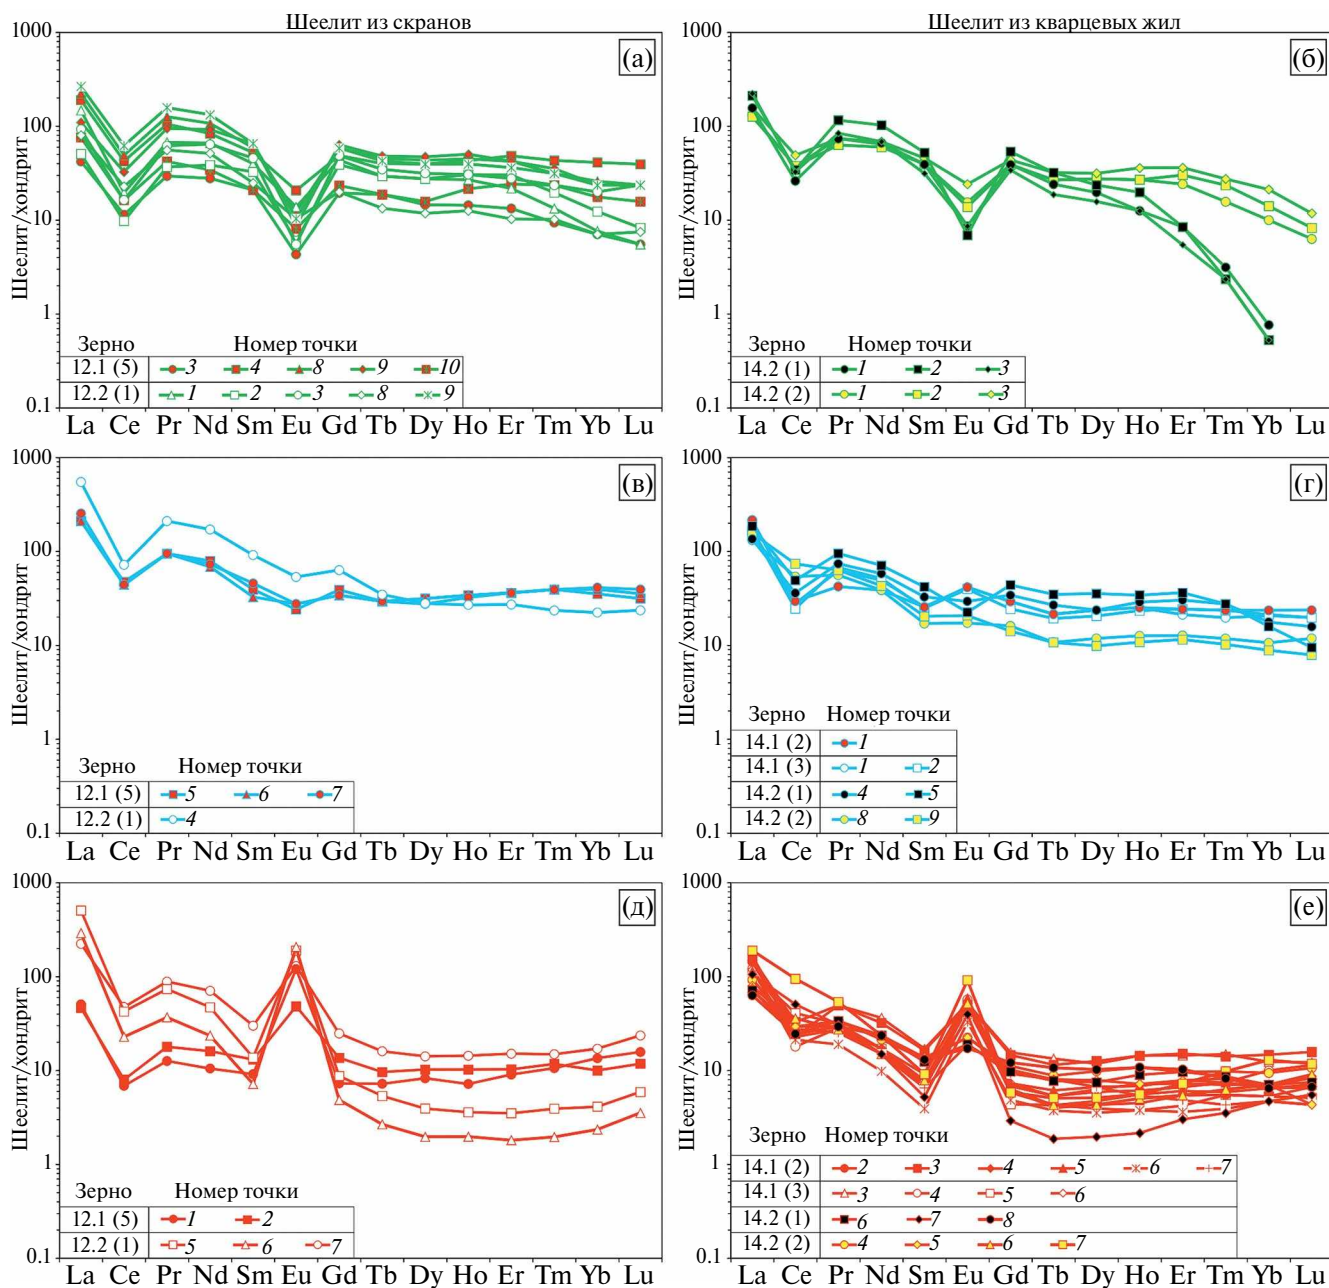 Шеелит из скранов
Шеелит из кварцевых жил
1000
100
10
1
0.1
Шеелит/хондрит
(а)
Зерно Номер точки
12.1 (5) 3 4 8 9 10
12.2 (1) 1 2 3 8 9
La Ce Pr Nd Sm Eu Gd Tb Dy Ho Er Tm Yb Lu
1000
100
10
1
0.1
Шеелит/хондрит
(б)
Зерно Номер точки
14.2 (1) 1 2 3
14.2 (2) 1 2 3
La Ce Pr Nd Sm Eu Gd Tb Dy Ho Er Tm Yb Lu
1000
100
10
1
0.1
Шеелит/хондрит
(в)
Зерно Номер точки
12.1 (5) 5 6 7
12.2 (1) 4
La Ce Pr Nd Sm Eu Gd Tb Dy Ho Er Tm Yb Lu
1000
100
10
1
0.1
Шеелит/хондрит
(г)
Зерно Номер точки
14.1 (2) 1
14.1 (3) 1 2
14.2 (1) 4 5
14.2 (2) 8 9
La Ce Pr Nd Sm Eu Gd Tb Dy Ho Er Tm Yb Lu
1000
100
10
1
0.1
Шеелит/хондрит
(д)
Зерно Номер точки
12.1 (5) 1 2
12.2 (1) 5 6 7
La Ce Pr Nd Sm Eu Gd Tb Dy Ho Er Tm Yb Lu
1000
100
10
1
0.1
Шеелит/хондрит
(е)
Зерно Номер точки
14.1 (2) 2 3 4 5 6 7
14.1 (3) 3 4 5 6
14.2 (1) 6 7 8
14.2 (2) 4 5 6 7
La Ce Pr Nd Sm Eu Gd Tb Dy Ho Er Tm Yb Lu